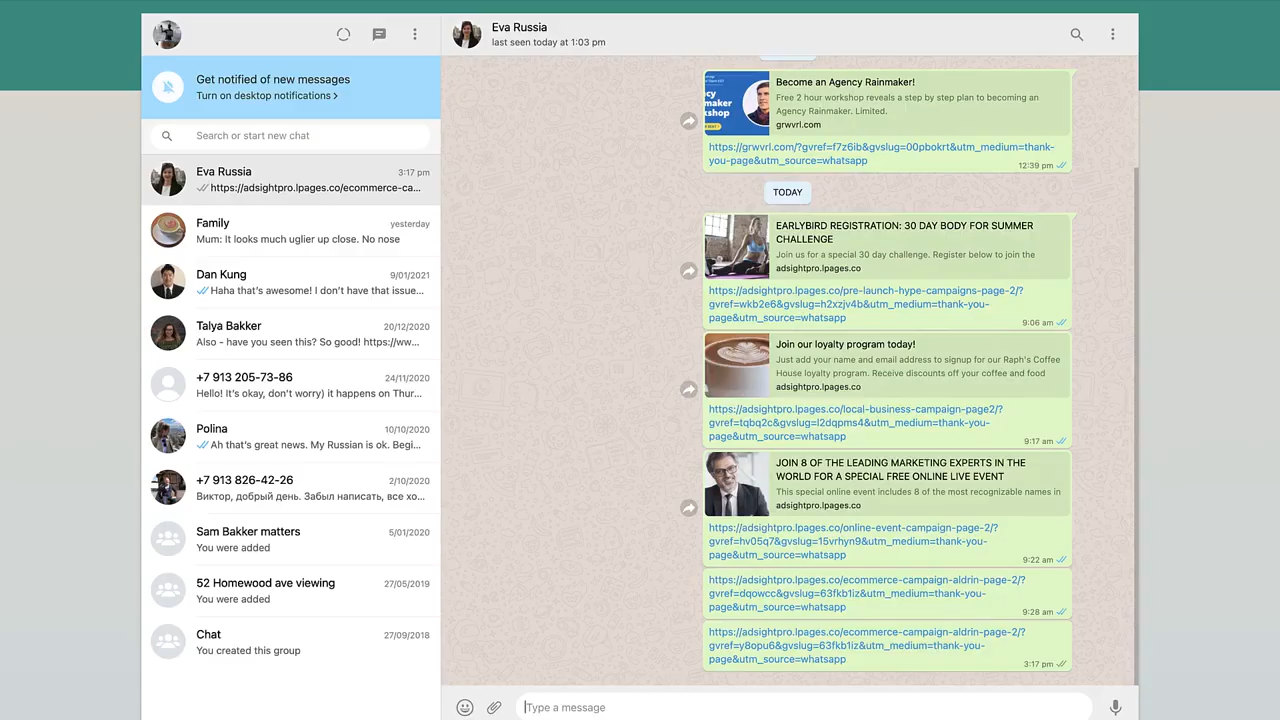 Get notified of new messages
Turn on desktop notifications >
Search or start new chat
Eva Russia
3:17 pm
https://adsightpro.lpages.co/ecommerce-ca...
Family
yesterday
Mum: It looks much uglier up close. No nose
Dan Kung
9/01/2021
Haha that's awesome! I don't have that issue...
Talya Bakker
20/12/2020
Also - have you seen this? So good! https://ww...
+7 913 205-73-86
24/11/2020
Hello! It's okay, don't worry) it happens on Thur...
Polina
10/10/2020
Ah that's great news. My Russian is ok. Begi...
+7 913 826-42-26
2/10/2020
Виктор, добрый день. Забыл написать, все хо...
Sam Bakker matters
5/01/2020
You were added
52 Homewood ave viewing
27/05/2019
You were added
Chat
27/09/2018
You created this group
Eva Russia
last seen today at 1:03 pm
Become an Agency Rainmaker!
Free 2 hour workshop reveals a step by step plan to becoming an
Agency Rainmaker. Limited.
grwvrl.com
https://grwvrl.com/?gvref=f7z6ib&gvslug=00pbokrt&utm_medium=thank-
you-page&utm_source=whatsapp
12:39 pm
TODAY
EARLYBIRD REGISTRATION: 30 DAY BODY FOR SUMMER
CHALLENGE
Join us for a special 30 day challenge. Register below to join the
adsightpro.lpages.co
https://adsightpro.lpages.co/pre-launch-hype-campaigns-page-2/?
gvref=wkb2e6&gvslug=h2xzjv4b&utm_medium=thank-you-
page&utm_source=whatsapp
9:06 am
Join our loyalty program today!
Just add your name and email address to signup for our Raph's Coffee
House loyalty program. Receive discounts off your coffee and food
adsightpro.lpages.co
https://adsightpro.lpages.co/local-business-campaign-page2/?
gvref=tqbq2c&gvslug=l2dqpms4&utm_medium=thank-you-
page&utm_source=whatsapp
9:17 am
JOIN 8 OF THE LEADING MARKETING EXPERTS IN THE
WORLD FOR A SPECIAL FREE ONLINE LIVE EVENT
This special online event includes 8 of the most recognizable names in
adsightpro.lpages.co
https://adsightpro.lpages.co/online-event-campaign-page-2/?
gvref=hv05q7&gvslug=15vrhyn9&utm_medium=thank-you-
page&utm_source=whatsapp
9:22 am
https://adsightpro.lpages.co/ecommerce-campaign-aldrin-page-2/?
gvref=dqowcc&gvslug=63fkb1iz&utm_medium=thank-you-
page&utm_source=whatsapp
9:28 am
https://adsightpro.lpages.co/ecommerce-campaign-aldrin-page-2/?
gvref=y8opu6&gvslug=63fkb1iz&utm_medium=thank-you-
page&utm_source=whatsapp
3:17 pm
Type a message